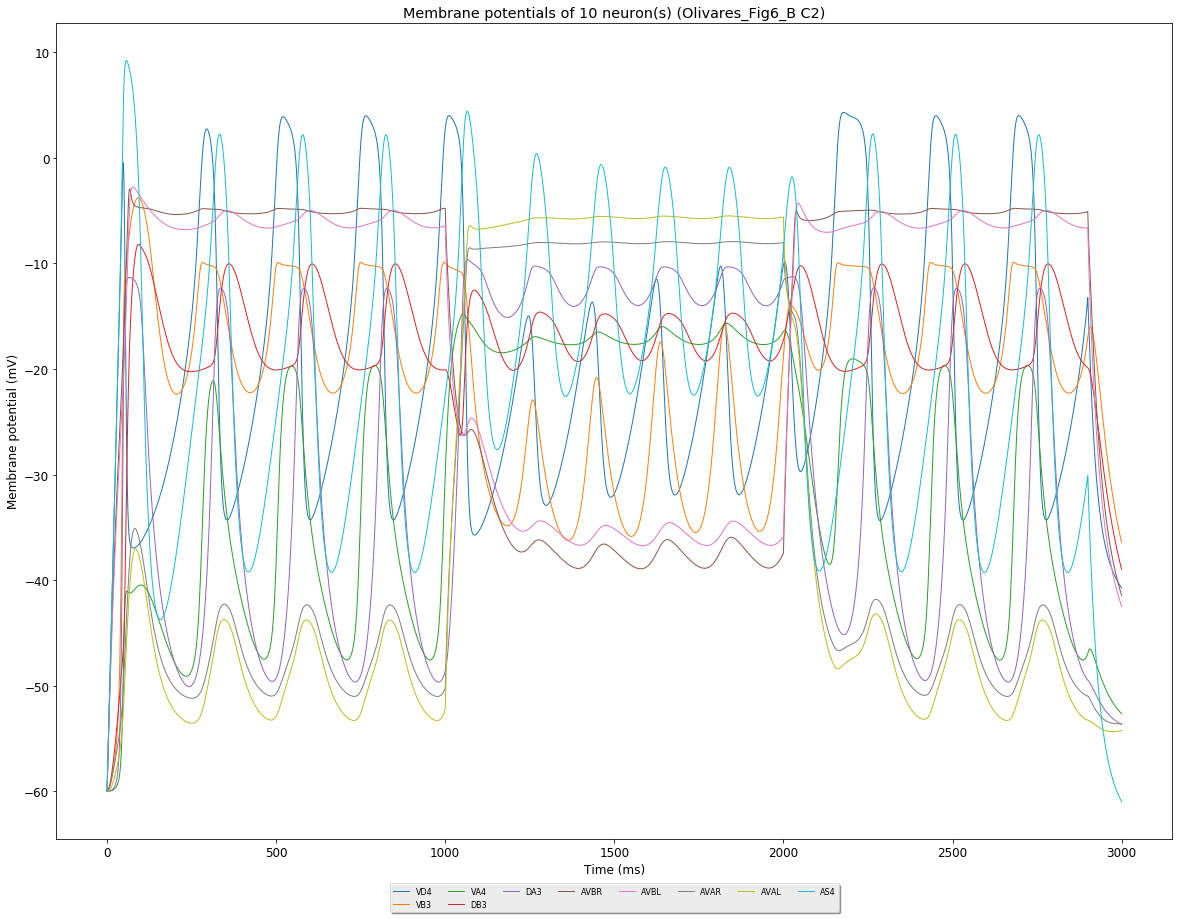 Membrane potentials of 10 neuron(s) (Olivares_Fig6_B C2)
10
0
−10
−20
−30
−40
−50
−60
Membrane potential (mV)
0 500 1000 1500 2000 2500 3000
Time (ms)
VD4 VA4 DA3 AVBR AVBL AVAR AVAL AS4
VB3 DB3